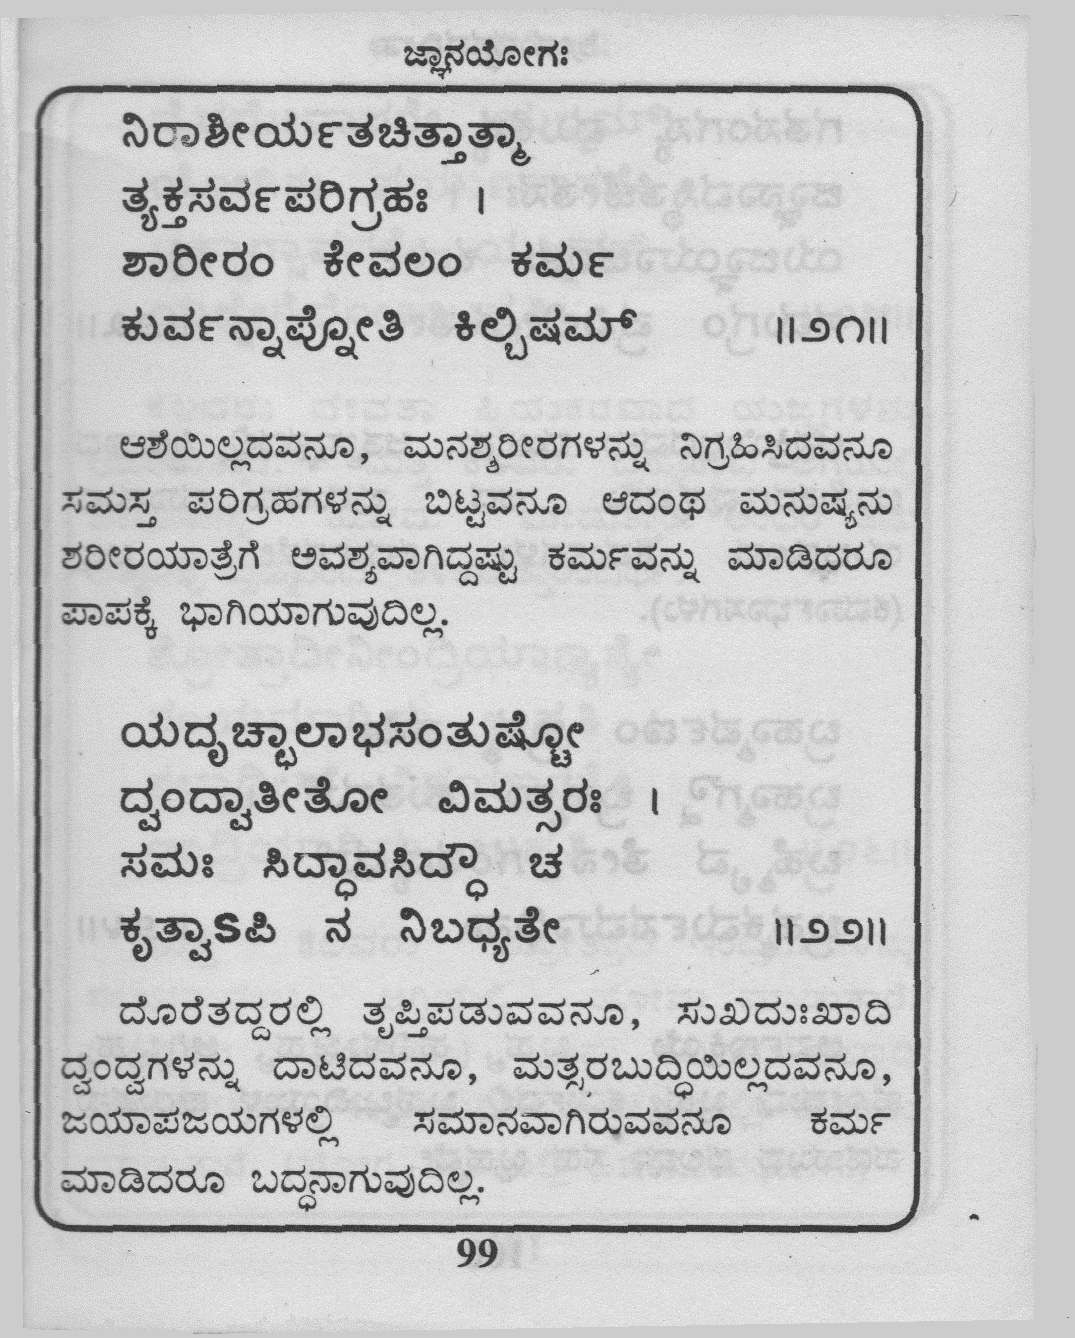 ಜ್ಞಾನಯೋಗಃ
ನಿರಾಶೀರ್ಯತಚಿತ್ತಾತ್ಮಾ
ತ್ಯಕ್ತಸರ್ವಪರಿಗ್ರಹಃ ।
ಶಾರೀರಂ ಕೇವಲಂ ಕರ್ಮ
ಕುರ್ವನ್ನಾಪ್ನೋತಿ ಕಿಲ್ಬಿಷಮ್ ॥೨೧॥
ಆಶೆಯಿಲ್ಲದವನೂ, ಮನಶ್ಶರೀರಗಳನ್ನು ನಿಗ್ರಹಿಸಿದವನೂ
ಸಮಸ್ತ ಪರಿಗ್ರಹಗಳನ್ನು ಬಿಟ್ಟವನೂ ಆದಂಥ ಮನುಷ್ಯನು
ಶರೀರಯಾತ್ರೆಗೆ ಅವಶ್ಯವಾಗಿದ್ದಷ್ಟು ಕರ್ಮವನ್ನು ಮಾಡಿದರೂ
ಪಾಪಕ್ಕೆ ಭಾಗಿಯಾಗುವುದಿಲ್ಲ.
ಯದೃಚ್ಛಾಲಾಭಸಂತುಷ್ಟೋ
ದ್ವಂದ್ವಾತೀತೋ ವಿಮತ್ಸರಃ ।
ಸಮಃ ಸಿದ್ಧಾವಸಿದ್ಧೌ ಚ
ಕೃತ್ವಾSಪಿ ನ ನಿಬಧ್ಯತೇ ॥೨೨॥
ದೊರೆತದ್ದರಲ್ಲಿ ತೃಪ್ತಿಪಡುವವನೂ, ಸುಖದುಃಖಾದಿ
ದ್ವಂದ್ವಗಳನ್ನು ದಾಟಿದವನೂ, ಮತ್ಸರಬುದ್ಧಿಯಿಲ್ಲದವನೂ,
ಜಯಾಪಜಯಗಳಲ್ಲಿ ಸಮಾನವಾಗಿರುವವನೂ ಕರ್ಮ
ಮಾಡಿದರೂ ಬದ್ಧನಾಗುವುದಿಲ್ಲ.
99